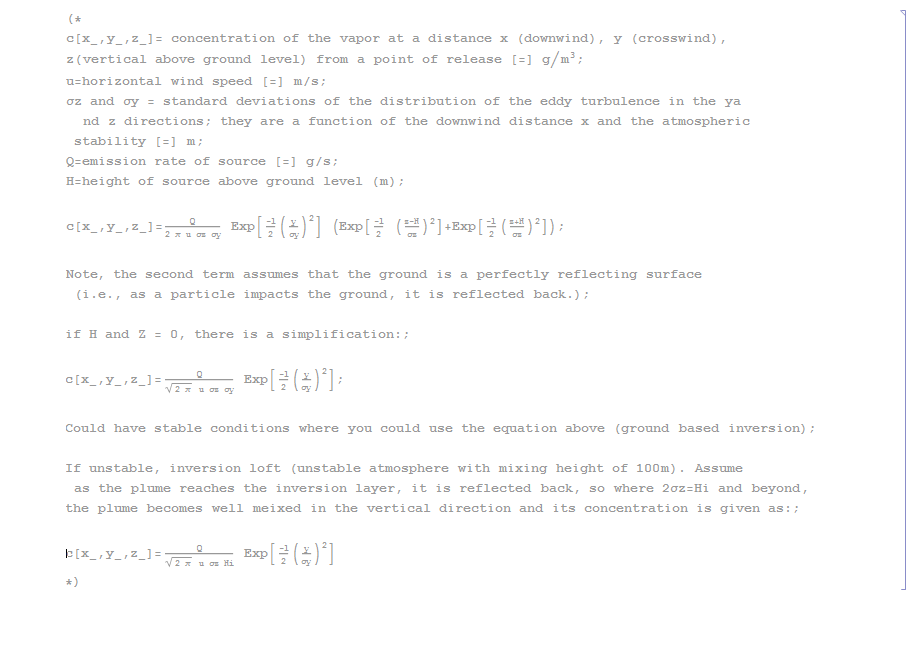 (*
c[x_,y_,z_]= concentration of the vapor at a distance x (downwind), y (crosswind),
z(vertical above ground level) from a point of release [=] g/m³;
u=horizontal wind speed [=] m/s;
σz and σy = standard deviations of the distribution of the eddy turbulence in the ya
nd z directions; they are a function of the downwind distance x and the atmospheric
stability [=] m;
Q=emission rate of source [=] g/s;
H=height of source above ground level (m);
c[x_,y_,z_]=Q/(2 π u σz σy) Exp[-1/2 (y/σy)²] (Exp[-1/2 ((z-H)/σz)²]+Exp[-1/2 ((z+H)/σz)²]);
Note, the second term assumes that the ground is a perfectly reflecting surface
(i.e., as a particle impacts the ground, it is reflected back.);
if H and Z = 0, there is a simplification:;
c[x_,y_,z_]=Q/(√2 π u σz σy) Exp[-1/2 (y/σy)²];
Could have stable conditions where you could use the equation above (ground based inversion);
If unstable, inversion loft (unstable atmosphere with mixing height of 100m). Assume
as the plume reaches the inversion layer, it is reflected back, so where 2σz=Hi and beyond,
the plume becomes well meixed in the vertical direction and its concentration is given as:;
c[x_,y_,z_]=Q/(√2 π u σz Hi) Exp[-1/2 (y/σy)²]
*)